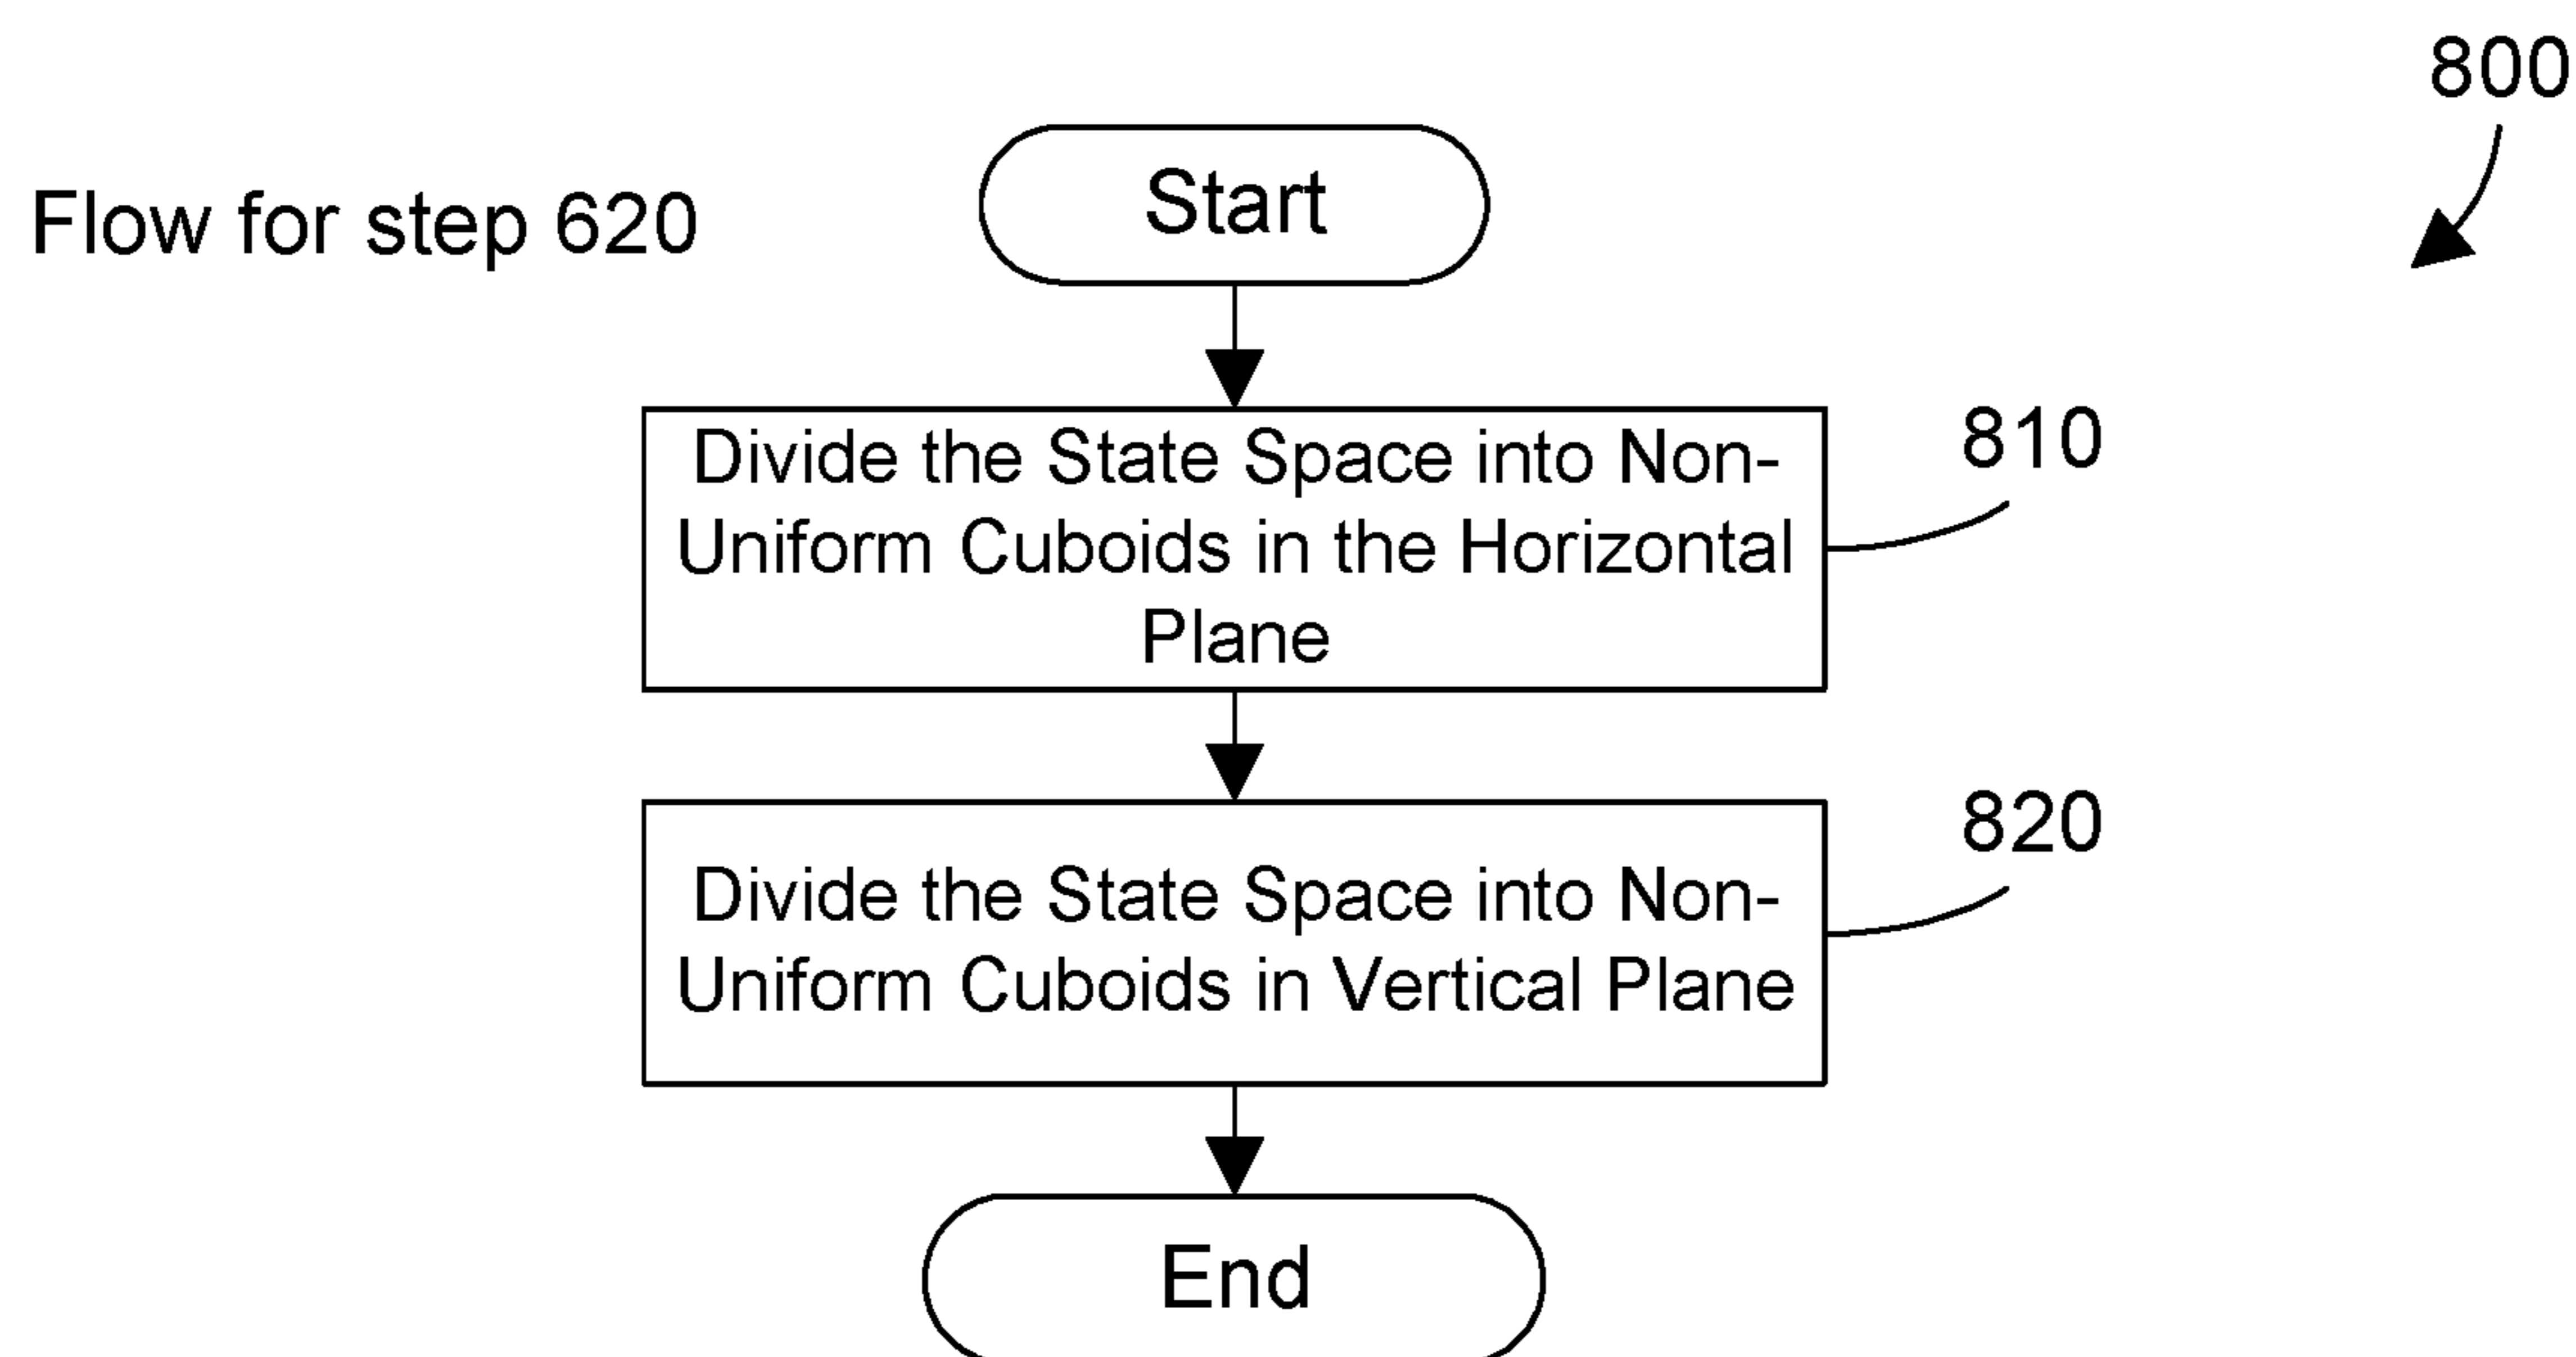 800
Flow for step 620
Start
Divide the State Space into Non-
Uniform Cuboids in the Horizontal
Plane
810
Divide the State Space into Non-
Uniform Cuboids in Vertical Plane
820
End